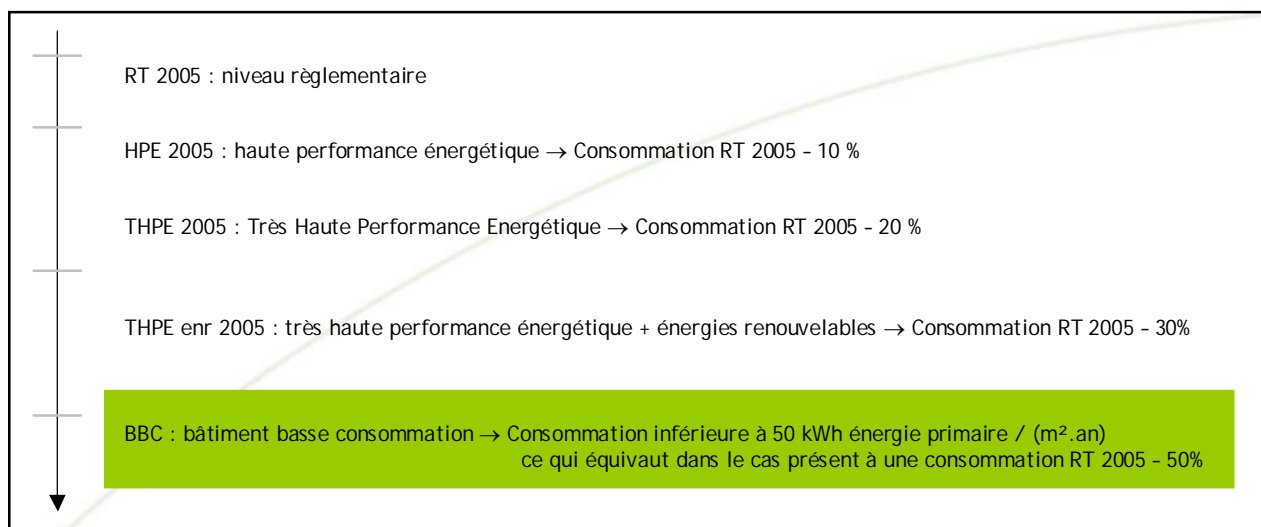 RT 2005 : niveau règlementaire
HPE 2005 : haute performance énergétique → Consommation RT 2005 – 10 %
THPE 2005 : Très Haute Performance Energétique → Consommation RT 2005 – 20 %
THPE enr 2005 : très haute performance énergétique + énergies renouvelables → Consommation RT 2005 – 30%
BBC : bâtiment basse consommation → Consommation inférieure à 50 kWh énergie primaire / (m².an)
ce qui équivaut dans le cas présent à une consommation RT 2005 – 50%